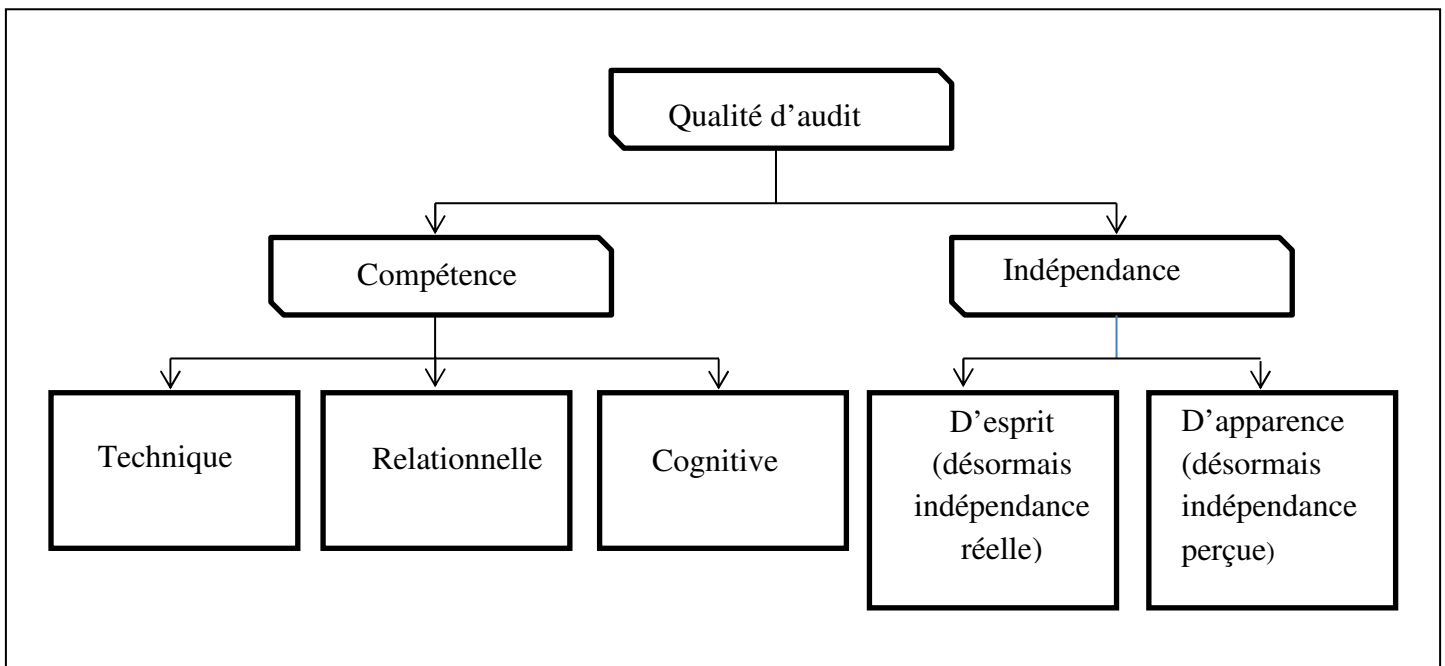 Qualité d’audit
Compétence
Indépendance
Technique
Relationnelle
Cognitive
D’esprit
(désormais
indépendance
réelle)
D’apparence
(désormais
indépendance
perçue)